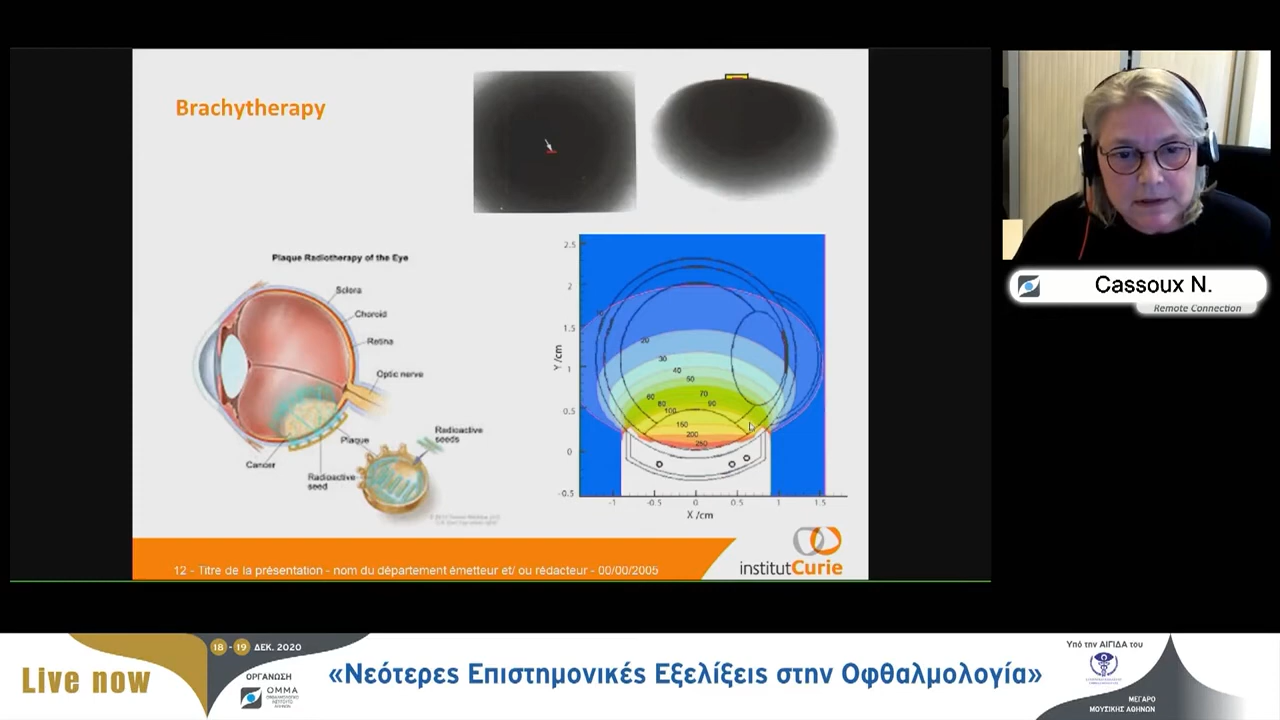 Brachytherapy
Plaque Radiotherapy of the Eye
Sclera
Choroid
Retina
Optic nerve
Plaque
Radioactive
seeds
Cancer
Radioactive
seed
2.5
2
1.5
1
0.5
0
-0.5
Y /cm
20
30
40
50
60
70
80
90
100
150
200
250
-1
-0.5
0
0.5
1
1.5
X /cm
12 - Titre de la présentation - nom du département émetteur et/ ou rédacteur - 00/00/2005
institutCurie
Cassoux N.
Remote Connection
Live now
18 - 19 ΔΕΚ. 2020
ΟΡΓΑΝΩΣΗ
ΟΜΜΑ
«Νεότερες Επιστημονικές Εξελίξεις στην Οφθαλμολογία»
Υπό την ΑΙΓΙΔΑ του
ΜΕΓΑΡΟ
ΜΟΥΣΙΚΗΣ ΑΘΗΝΩΝ